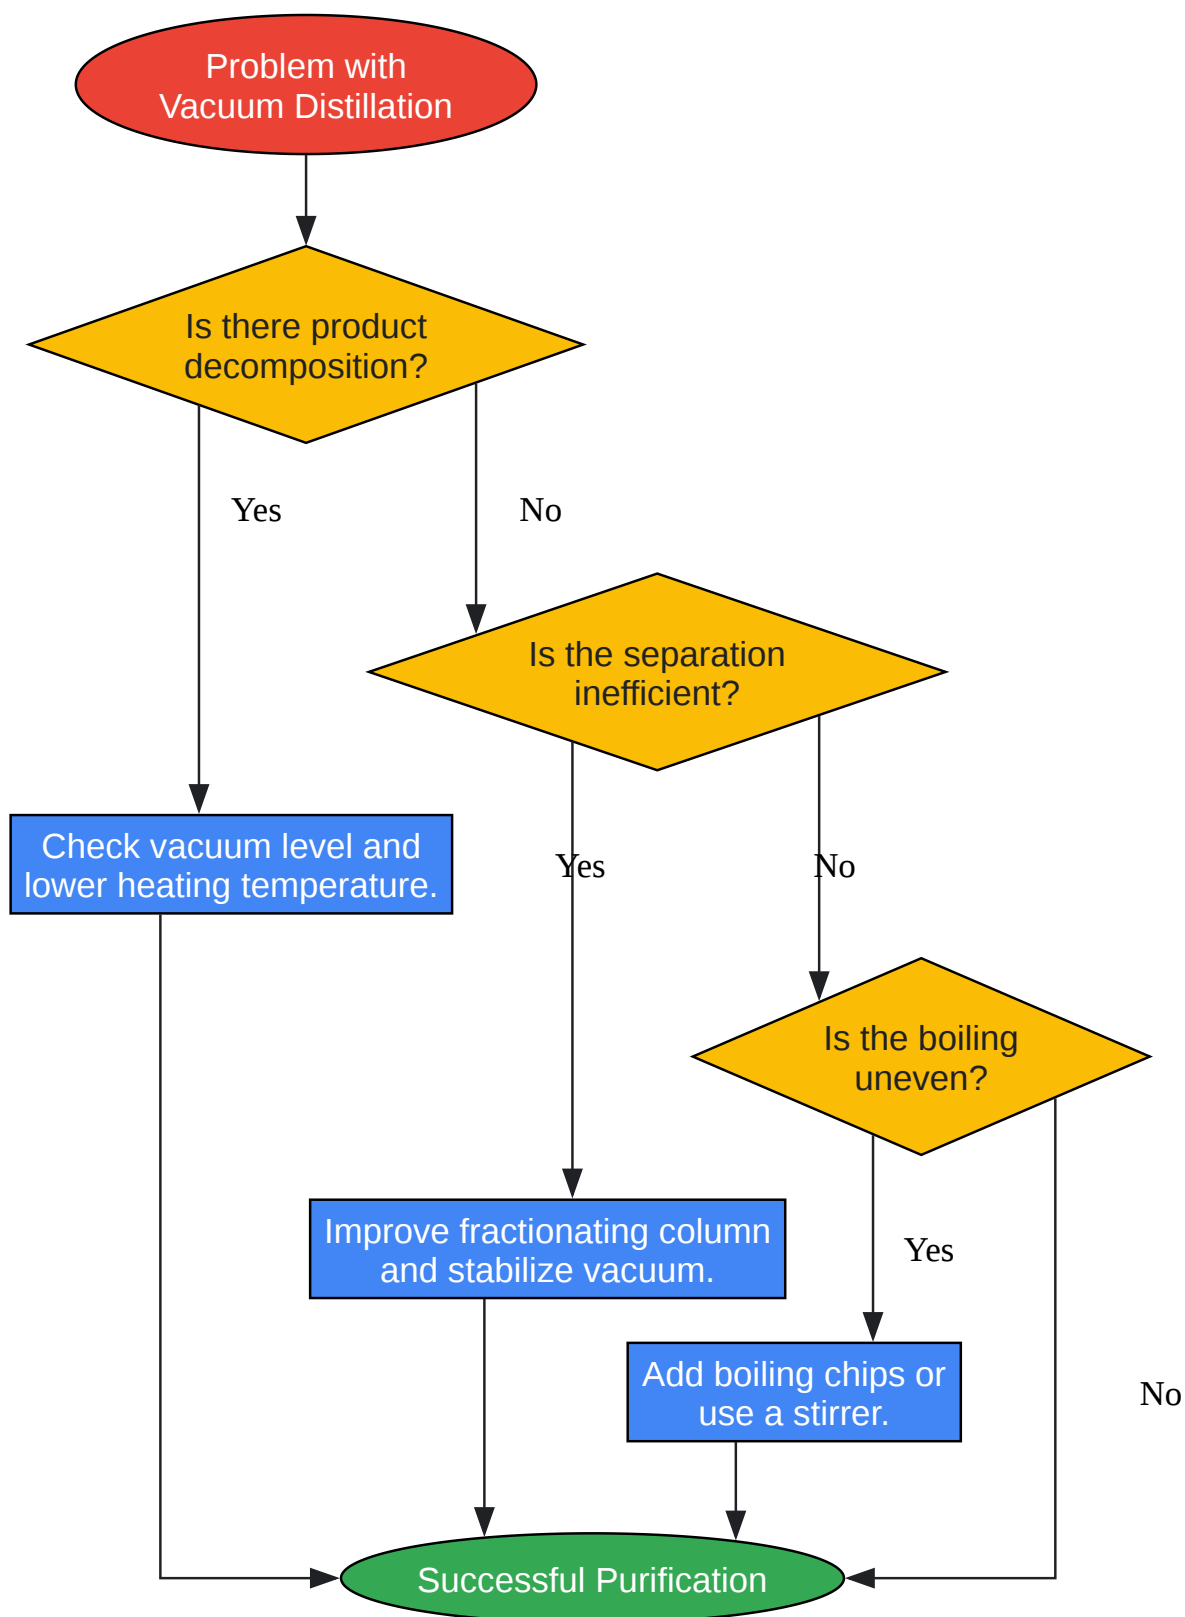 Problem with
Vacuum Distillation
Is there product
decomposition?
Yes
No
Is the separation
inefficient?
Check vacuum level and
lower heating temperature.
Yes
No
Is the boiling
uneven?
Improve fractionating column
and stabilize vacuum.
Yes
Add boiling chips or
use a stirrer.
No
Successful Purification